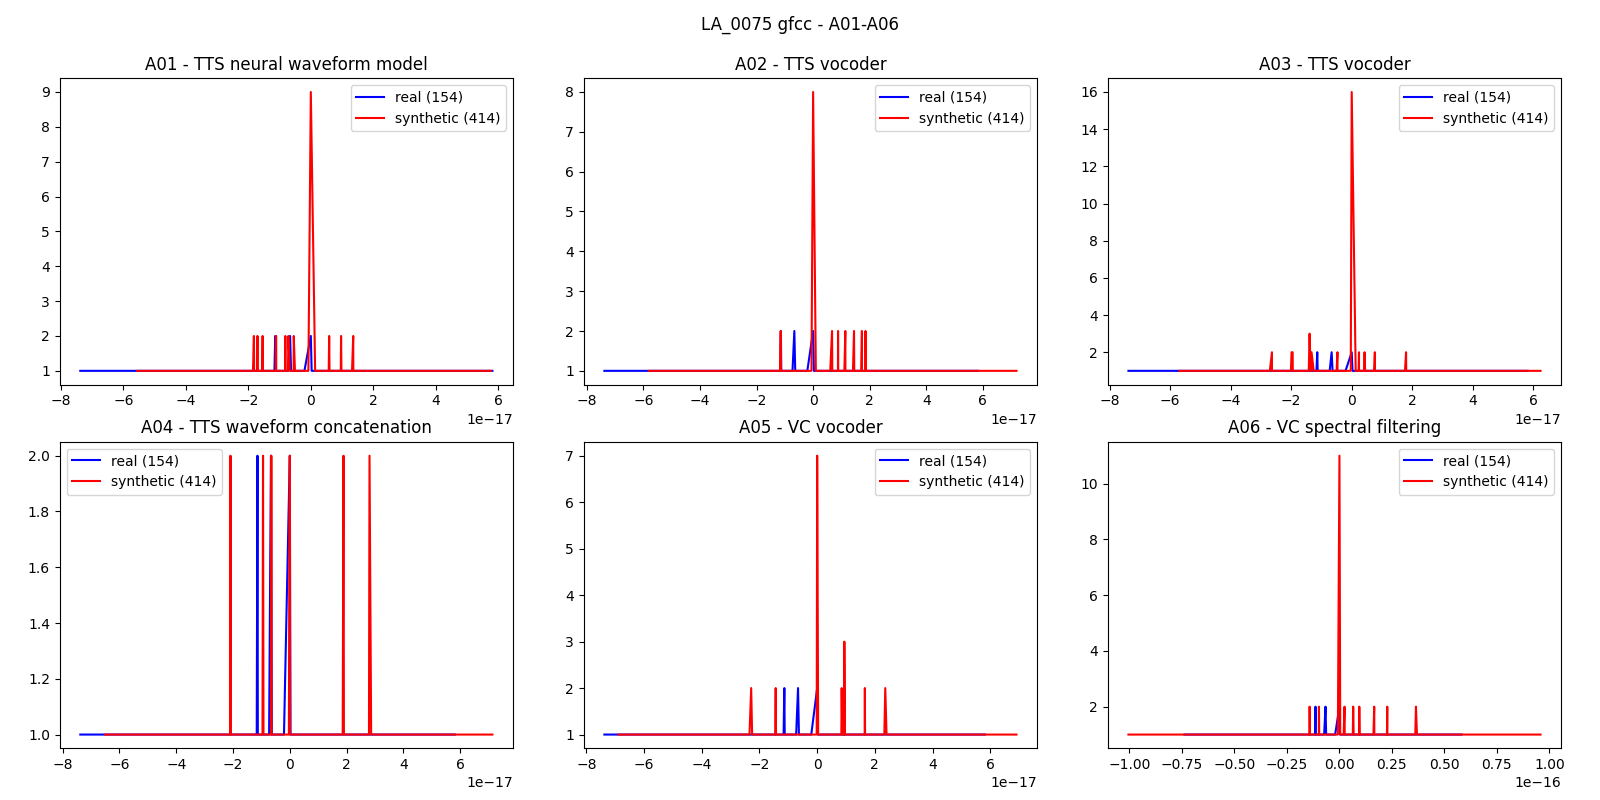 LA_0075 gfcc - A01-A06
A01 - TTS neural waveform model
real (154)
synthetic (414)
9
8
7
6
5
4
3
2
1
−8 −6 −4 −2 0 2 4 6
1e−17
A02 - TTS vocoder
real (154)
synthetic (414)
8
7
6
5
4
3
2
1
−8 −6 −4 −2 0 2 4 6
1e−17
A03 - TTS vocoder
real (154)
synthetic (414)
16
14
12
10
8
6
4
2
−8 −6 −4 −2 0 2 4 6
1e−17
A04 - TTS waveform concatenation
real (154)
synthetic (414)
2.0
1.8
1.6
1.4
1.2
1.0
−8 −6 −4 −2 0 2 4 6
1e−17
A05 - VC vocoder
real (154)
synthetic (414)
7
6
5
4
3
2
1
−8 −6 −4 −2 0 2 4 6
1e−17
A06 - VC spectral filtering
real (154)
synthetic (414)
10
8
6
4
2
−1.00 −0.75 −0.50 −0.25 0.00 0.25 0.50 0.75 1.00
1e−16